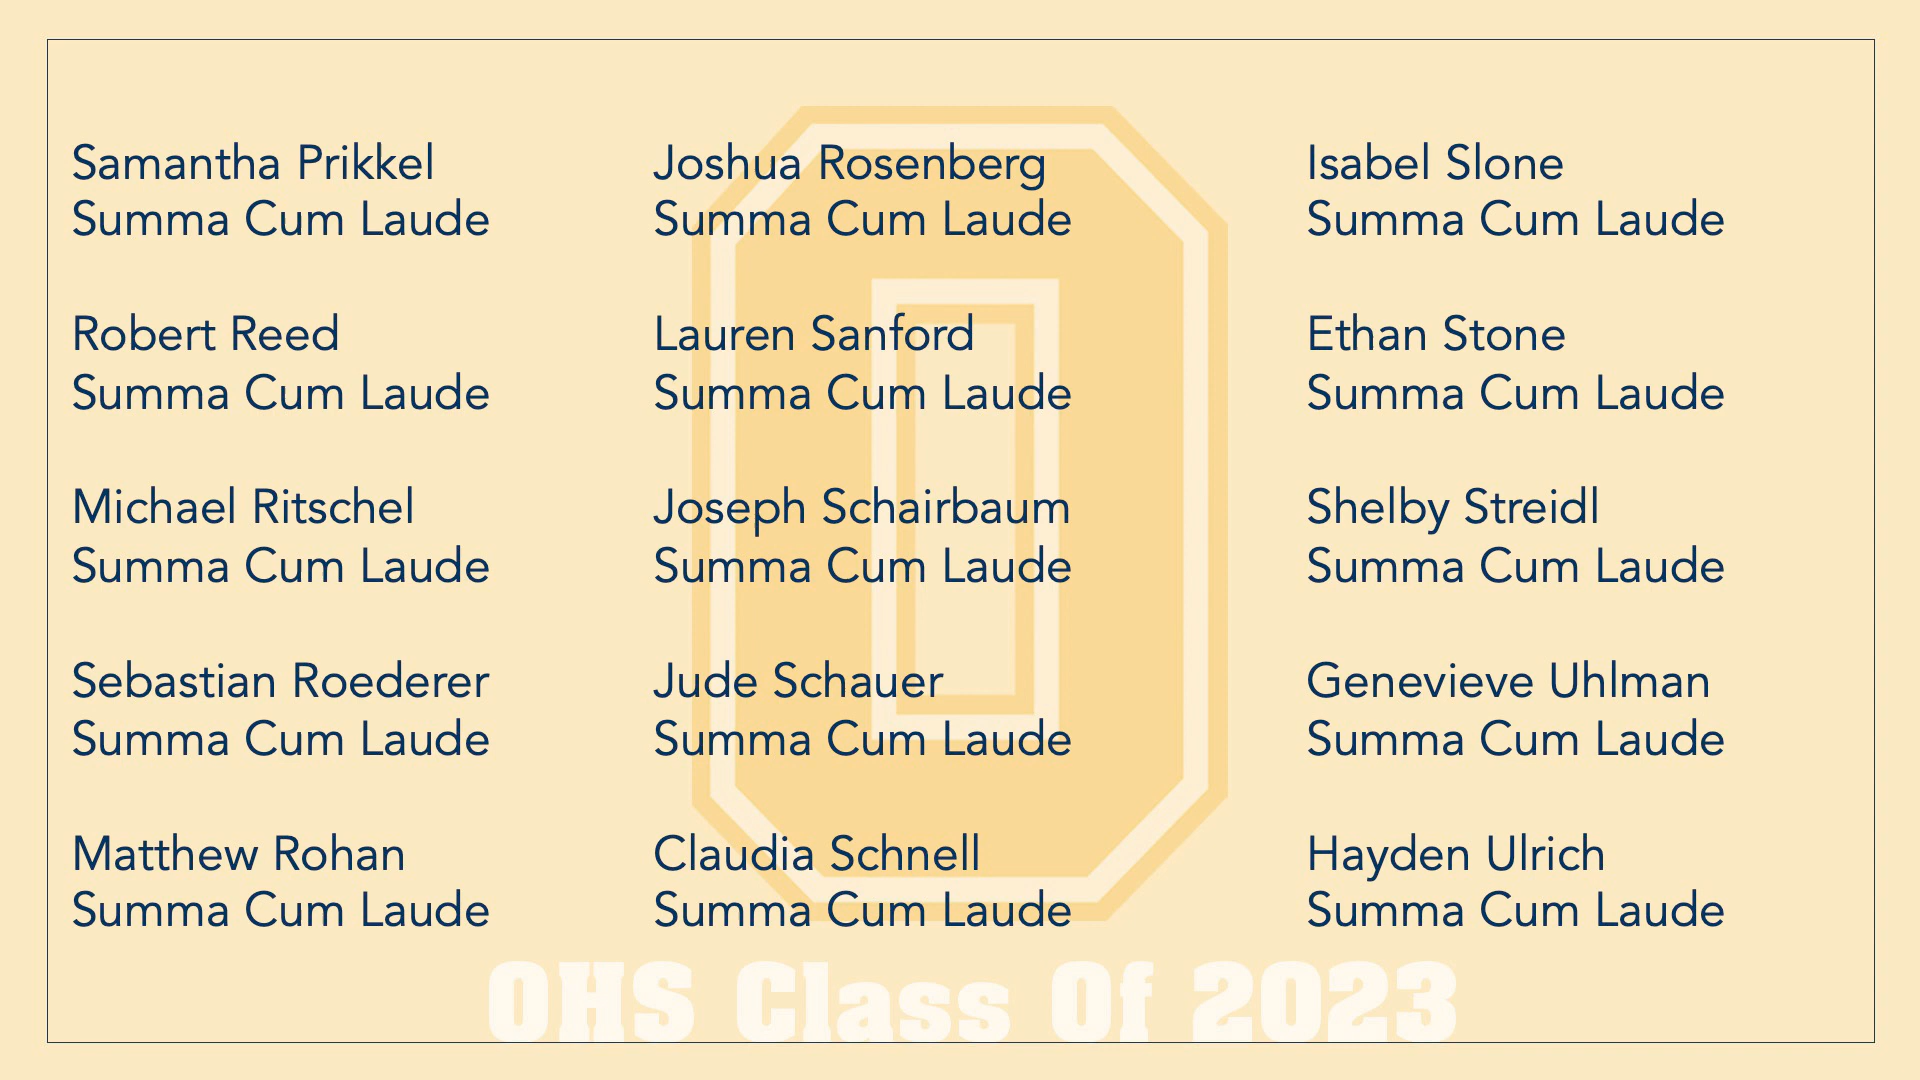 Samantha Prikkel
Summa Cum Laude
Robert Reed
Summa Cum Laude
Michael Ritschel
Summa Cum Laude
Sebastian Roederer
Summa Cum Laude
Matthew Rohan
Summa Cum Laude
Joshua Rosenberg
Summa Cum Laude
Lauren Sanford
Summa Cum Laude
Joseph Schairbaum
Summa Cum Laude
Jude Schauer
Summa Cum Laude
Claudia Schnell
Summa Cum Laude
Isabel Slone
Summa Cum Laude
Ethan Stone
Summa Cum Laude
Shelby Streidl
Summa Cum Laude
Genevieve Uhlman
Summa Cum Laude
Hayden Ulrich
Summa Cum Laude
O
OHS Class Of 2023